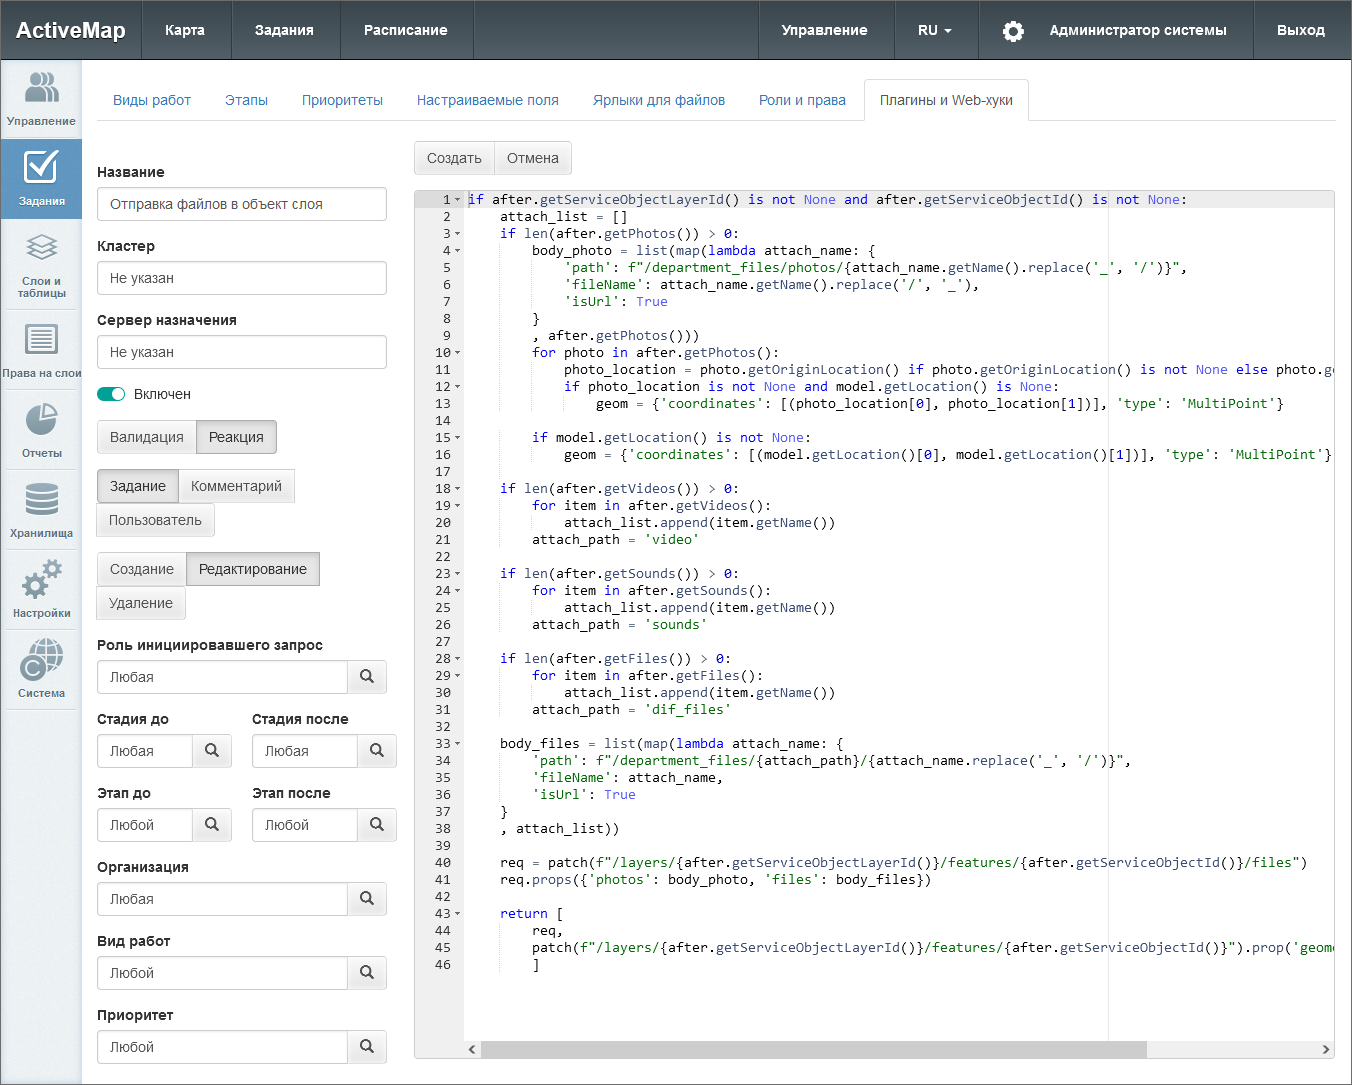 ActiveMap Карта Задания Расписание Управление RU Администратор системы Выход
Управление
Задания
Слои и
таблицы
Права на слои
Отчеты
Хранилища
Настройки
Система
Виды работ Этапы Приоритеты Настраиваемые поля Ярлыки для файлов Роли и права Плагины и Web-хуки
Название
Отправка файлов в объект слоя
Кластер
Не указан
Сервер назначения
Не указан
Включен
Валидация Реакция
Задание Комментарий
Пользователь
Создание Редактирование
Удаление
Роль инициировавшего запрос
Любая
Стадия до Стадия после
Любая Любая
Этап до Этап после
Любой Любой
Организация
Любая
Вид работ
Любой
Приоритет
Любой
Создать Отмена
1 if after.getServiceObjectLayerId() is not None and after.getServiceObjectId() is not None:
2 attach_list = []
3 if len(after.getPhotos()) > 0:
4 body_photo = list(map(lambda attach_name: {
5 'path': f"/department_files/photos/{attach_name.getName().replace('_', '/')}",
6 'fileName': attach_name.getName().replace('/', '_'),
7 'isUrl': True
8 }
9 , after.getPhotos()))
10 for photo in after.getPhotos():
11 photo_location = photo.getOriginLocation() if photo.getOriginLocation() is not None else photo.ge
12 if photo_location is not None and model.getLocation() is None:
13 geom = {'coordinates': [(photo_location[0], photo_location[1])], 'type': 'MultiPoint'}
14
15 if model.getLocation() is not None:
16 geom = {'coordinates': [(model.getLocation()[0], model.getLocation()[1])], 'type': 'MultiPoint'}
17
18 if len(after.getVideos()) > 0:
19 for item in after.getVideos():
20 attach_list.append(item.getName())
21 attach_path = 'video'
22
23 if len(after.getSounds()) > 0:
24 for item in after.getSounds():
25 attach_list.append(item.getName())
26 attach_path = 'sounds'
27
28 if len(after.getFiles()) > 0:
29 for item in after.getFiles():
30 attach_list.append(item.getName())
31 attach_path = 'dif_files'
32
33 body_files = list(map(lambda attach_name: {
34 'path': f"/department_files/{attach_path}/{attach_name.replace('_', '/')}",
35 'fileName': attach_name,
36 'isUrl': True
37 }
38 , attach_list))
39
40 req = patch(f"/layers/{after.getServiceObjectLayerId()}/features/{after.getServiceObjectId()}/files")
41 req.props({'photos': body_photo, 'files': body_files})
42
43 return [
44 req,
45 patch(f"/layers/{after.getServiceObjectLayerId()}/features/{after.getServiceObjectId()}").prop('geome
46 ]